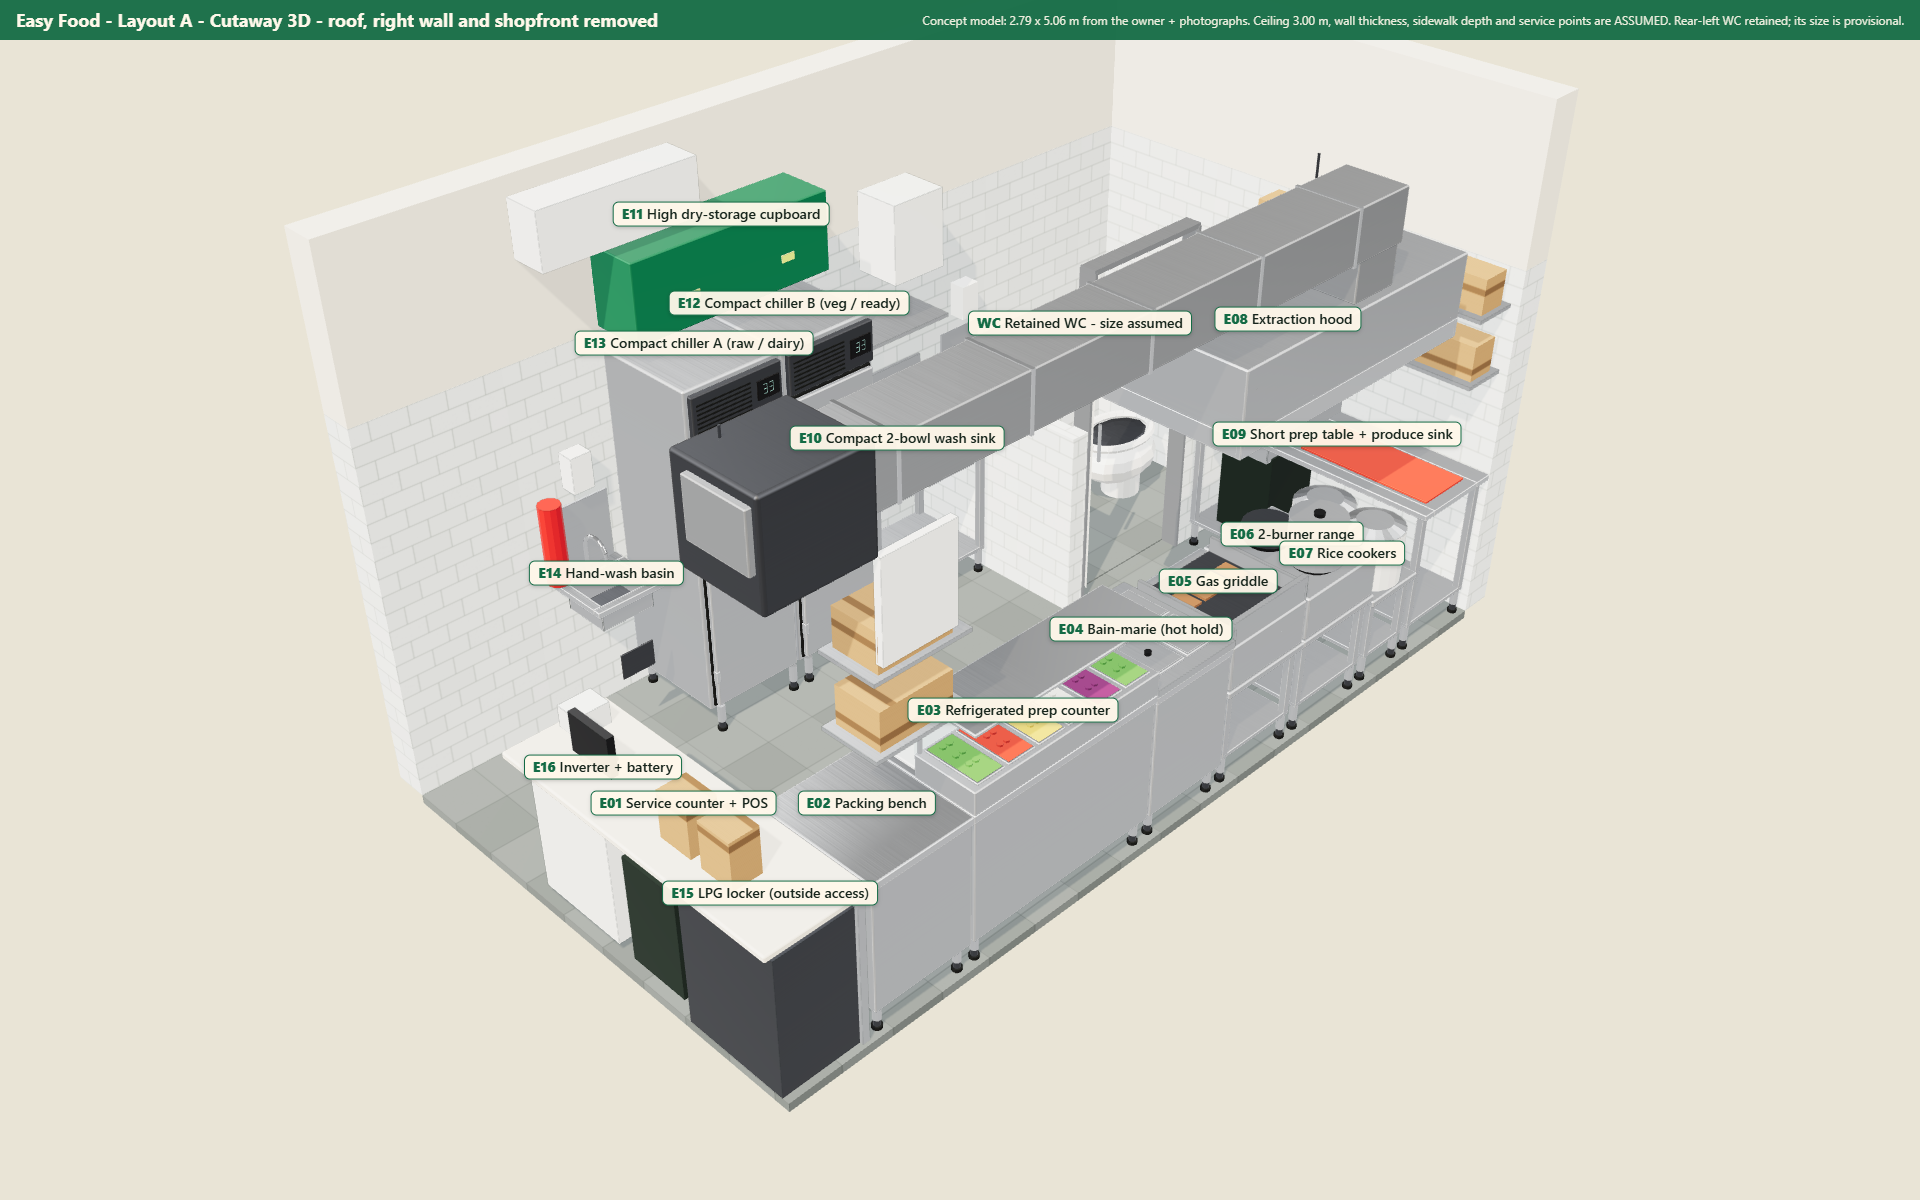 Easy Food - Layout A - Cutaway 3D - roof, right wall and shopfront removed
Concept model: 2.79 x 5.06 m from the owner + photographs. Ceiling 3.00 m, wall thickness, sidewalk depth and service points are ASSUMED. Rear-left WC retained; its size is provisional.
E11 High dry-storage cupboard
E12 Compact chiller B (veg / ready)
WC Retained WC - size assumed
E08 Extraction hood
E13 Compact chiller A (raw / dairy)
33
33
E10 Compact 2-bowl wash sink
E09 Short prep table + produce sink
E06 2-burner range
E07 Rice cookers
E14 Hand-wash basin
E05 Gas griddle
E04 Bain-marie (hot hold)
E03 Refrigerated prep counter
E16 Inverter + battery
E01 Service counter + POS
E02 Packing bench
E15 LPG locker (outside access)